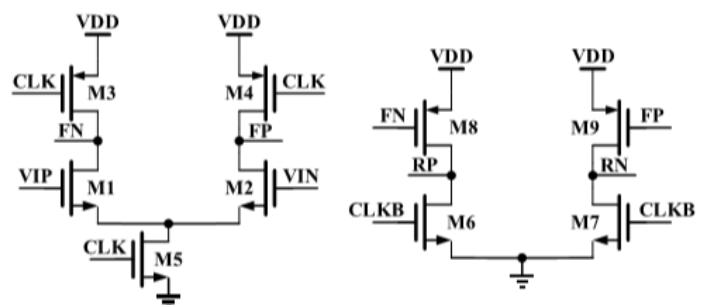 VDD VDD
CLK M3 M4 CLK
FN FP
VIP M1 M2 VIN
CLK M5
VDD VDD
FN M8 M9 FP
RP RN
CLKB M6 M7 CLKB